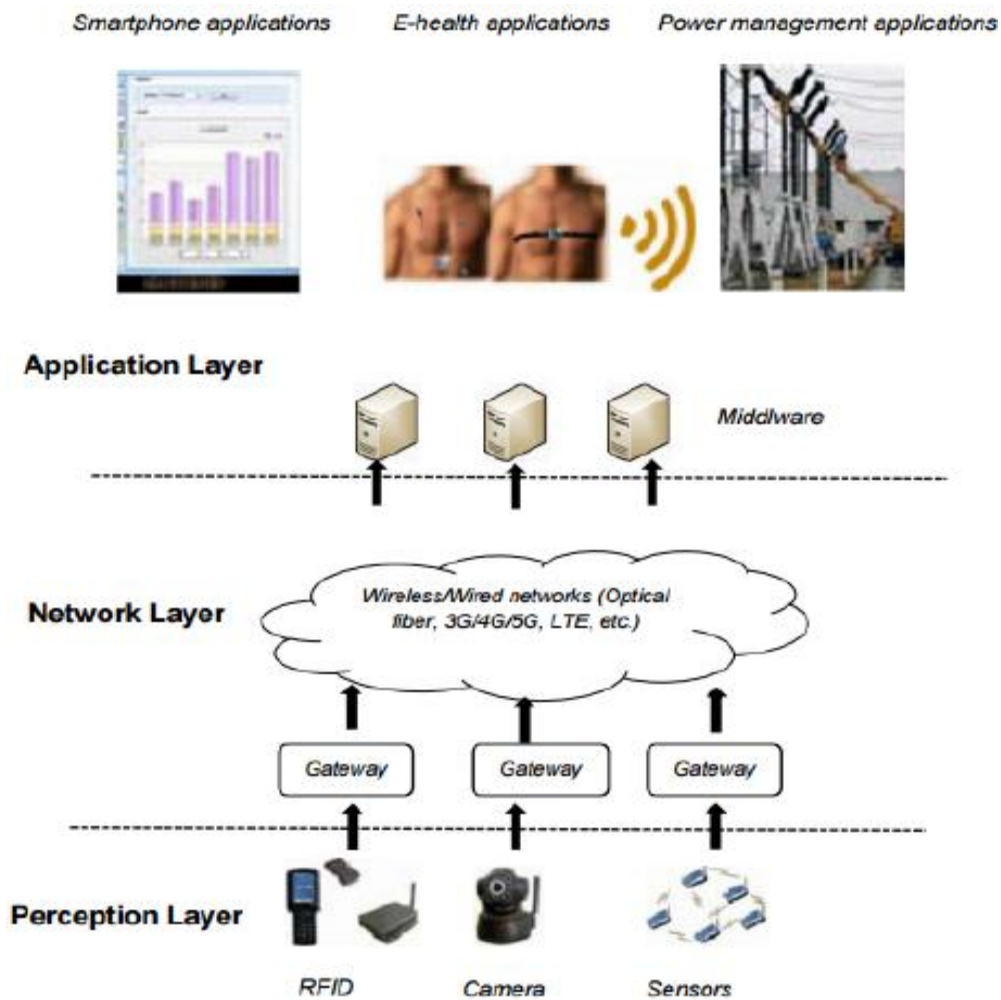 Smartphone applications E-health applications Power management applications
Application Layer
Middlware
Network Layer
Wireless/Wired networks (Optical
fiber, 3G/4G/5G, LTE, etc.)
Gateway Gateway Gateway
Perception Layer
RFID Camera Sensors